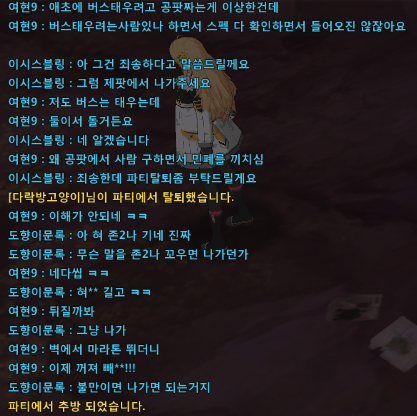 여현9 : 애초에 버스태우려고 공팟짜는게 이상한건데
여현9 : 버스태우려는사람있나 하면서 스펙 다 확인하면서 들어오진 않잖아요
이시스블링 : 아 그건 죄송하다고 말씀드릴께요
이시스블링 : 그럼 제팟에서 나가주세요
여현9 : 저도 버스는 태우는데
여현9 : 둘이서 돌거든요
이시스블링 : 네 알겠습니다
여현9 : 왜 공팟에서 사람 구하면서 민폐를 끼치심
이시스블링 : 죄송한데 파티탈퇴좀 부탁드릴게요
[다락방고양이]님이 파티에서 탈퇴했습니다.
여현9 : 이해가 안되네 ㅋㅋ
도향이문록 : 아 혀 존2나 기네 진짜
도향이문록 : 무슨 말을 존2나 꼬우면 나가던가
여현9 : 네다씹 ㅋㅋ
도향이문록 : 혀** 길고 ㅋㅋ
여현9 : 뒤질까봐
도향이문록 : 그냥 나가
여현9 : 벽에서 마라톤 뛰더니
여현9 : 이제 꺼져 빼**!!!
도향이문록 : 불만이면 나가면 되는거지
파티에서 추방 되었습니다.